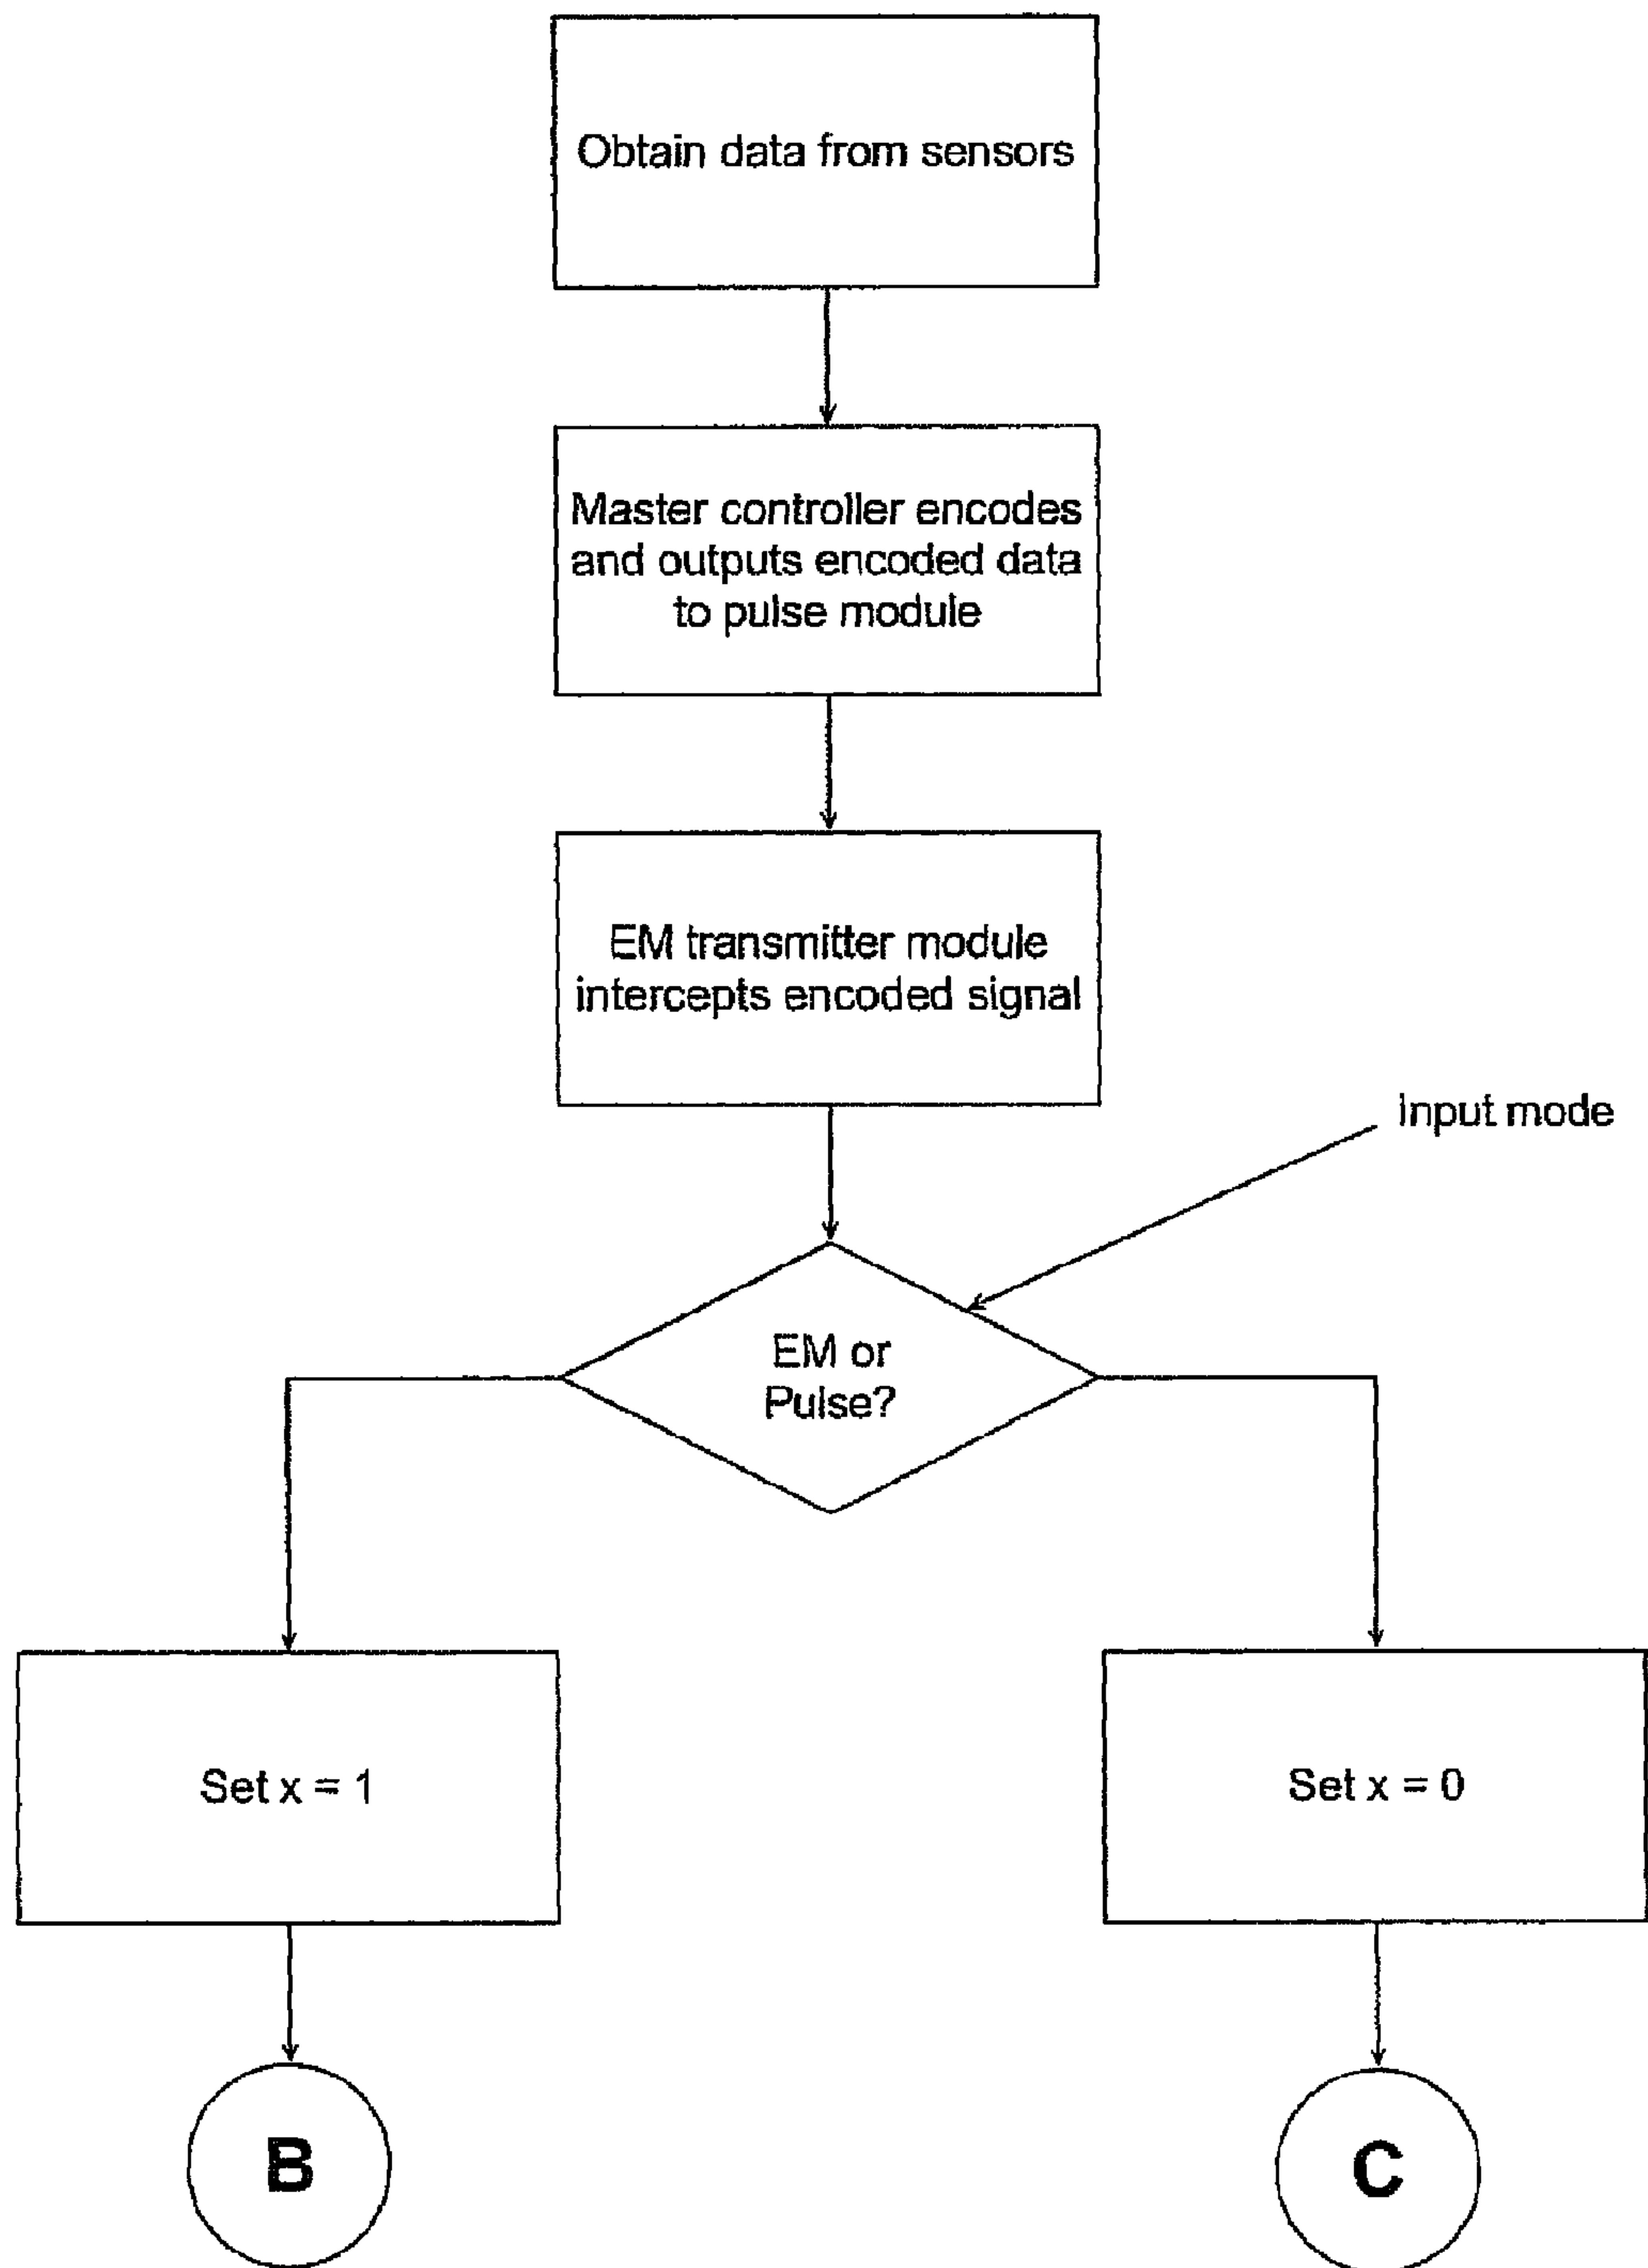 Obtain data from sensors
Master controller encodes
and outputs encoded data
to pulse module
EM transmitter module
intercepts encoded signal
Input mode
EM or
Pulse?
Set x = 1
Set x = 0
B
C